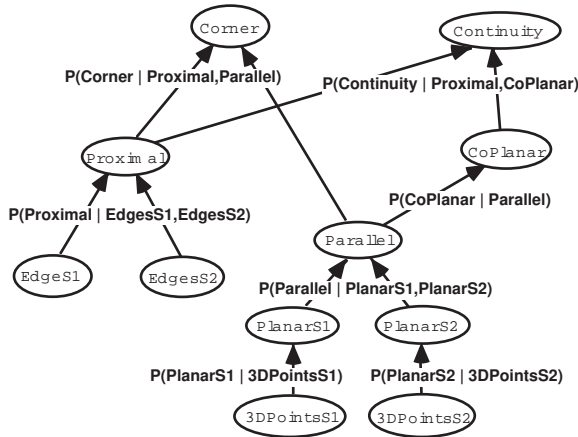 Corner
Continuity
P(Corner | Proximal,Parallel)
P(Continuity | Proximal,CoPlanar)
Proximal
CoPlanar
P(CoPlanar | Parallel)
P(Proximal | EdgesS1,EdgesS2)
Parallel
EdgeS1
EdgesS2
P(Parallel | PlanarS1,PlanarS2)
PlanarS1
PlanarS2
P(PlanarS1 | 3DPointsS1)
P(PlanarS2 | 3DPointsS2)
3DPointsS1
3DPointsS2